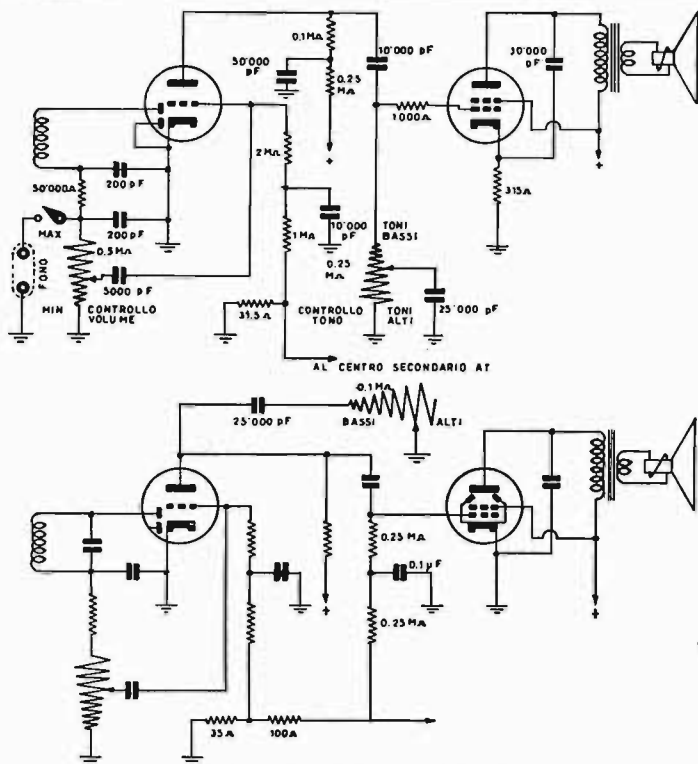 0,1 MΩ
50'000
pF
10'000
pF
0.25
MΩ
30'000
pF
1000Ω
2MΩ
315Ω
50'000Ω
200 pF
200 pF
MAX
0,5MΩ
FONO
5000 pF
MIN
CONTROLLO
VOLUME
1MΩ
10'000
pF
TONI
BASSI
0.25
MΩ
31.5Ω
CONTROLLO
TONO
TONI
ALTI
25'000 pF
+
+
AL CENTRO SECONDARIO AT
0.1MΩ
25'000 pF
BASSI
ALTI
0.25 MΩ
0.1µF
+
0.25 MΩ
+
35Ω
100Ω